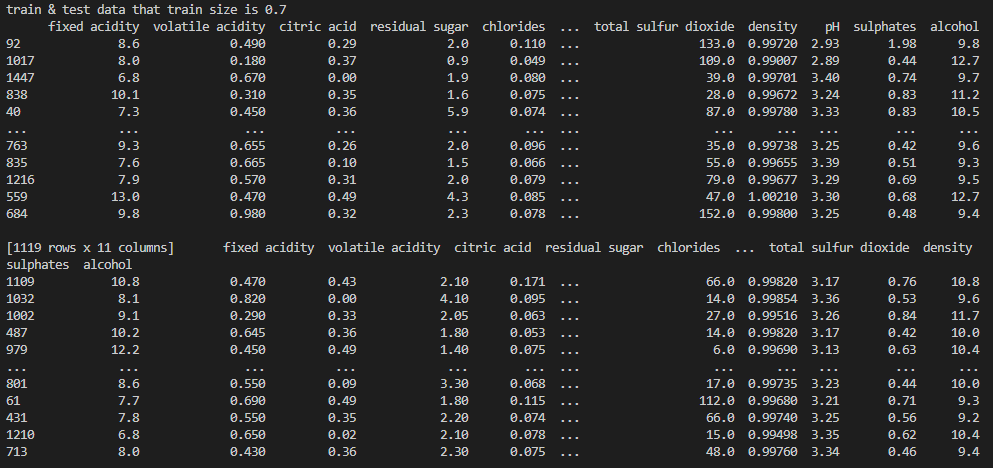 train & test data that train size is 0.7
fixed acidity volatile acidity citric acid residual sugar chlorides ... total sulfur dioxide density pH sulphates alcohol
92 8.6 0.490 0.29 2.0 0.110 ... 133.0 0.99720 2.93 1.98 9.8
1017 8.0 0.180 0.37 0.9 0.049 ... 109.0 0.99007 2.89 0.44 12.7
1447 6.8 0.670 0.00 1.9 0.080 ... 39.0 0.99701 3.40 0.74 9.7
838 10.1 0.310 0.35 1.6 0.075 ... 28.0 0.99672 3.24 0.83 11.2
40 7.3 0.450 0.36 5.9 0.074 ... 87.0 0.99780 3.33 0.83 10.5
... ... ... ... ... ... ... ... ... ... ... ...
763 9.3 0.655 0.26 2.0 0.096 ... 35.0 0.99738 3.25 0.42 9.6
835 7.6 0.665 0.10 1.5 0.066 ... 55.0 0.99655 3.39 0.51 9.3
1216 7.9 0.570 0.31 2.0 0.079 ... 79.0 0.99677 3.29 0.69 9.5
559 13.0 0.470 0.49 4.3 0.085 ... 47.0 1.00210 3.30 0.68 12.7
684 9.8 0.980 0.32 2.3 0.078 ... 152.0 0.99800 3.25 0.48 9.4
[1119 rows x 11 columns] fixed acidity volatile acidity citric acid residual sugar chlorides ... total sulfur dioxide density
sulphates alcohol
1109 10.8 0.470 0.43 2.10 0.171 ... 66.0 0.99820 3.17 0.76 10.8
1032 8.1 0.820 0.00 4.10 0.095 ... 14.0 0.99854 3.36 0.53 9.6
1002 9.1 0.290 0.33 2.05 0.063 ... 27.0 0.99516 3.26 0.84 11.7
487 10.2 0.645 0.36 1.80 0.053 ... 14.0 0.99820 3.17 0.42 10.0
979 12.2 0.450 0.49 1.40 0.075 ... 6.0 0.99690 3.13 0.63 10.4
... ... ... ... ... ... ... ... ... ... ... ...
801 8.6 0.550 0.09 3.30 0.068 ... 17.0 0.99735 3.23 0.44 10.0
61 7.7 0.690 0.49 1.80 0.115 ... 112.0 0.99680 3.21 0.71 9.3
431 7.8 0.550 0.35 2.20 0.074 ... 66.0 0.99740 3.25 0.56 9.2
1210 6.8 0.650 0.02 2.10 0.078 ... 15.0 0.99498 3.35 0.62 10.4
713 8.0 0.430 0.36 2.30 0.075 ... 48.0 0.99760 3.34 0.46 9.4